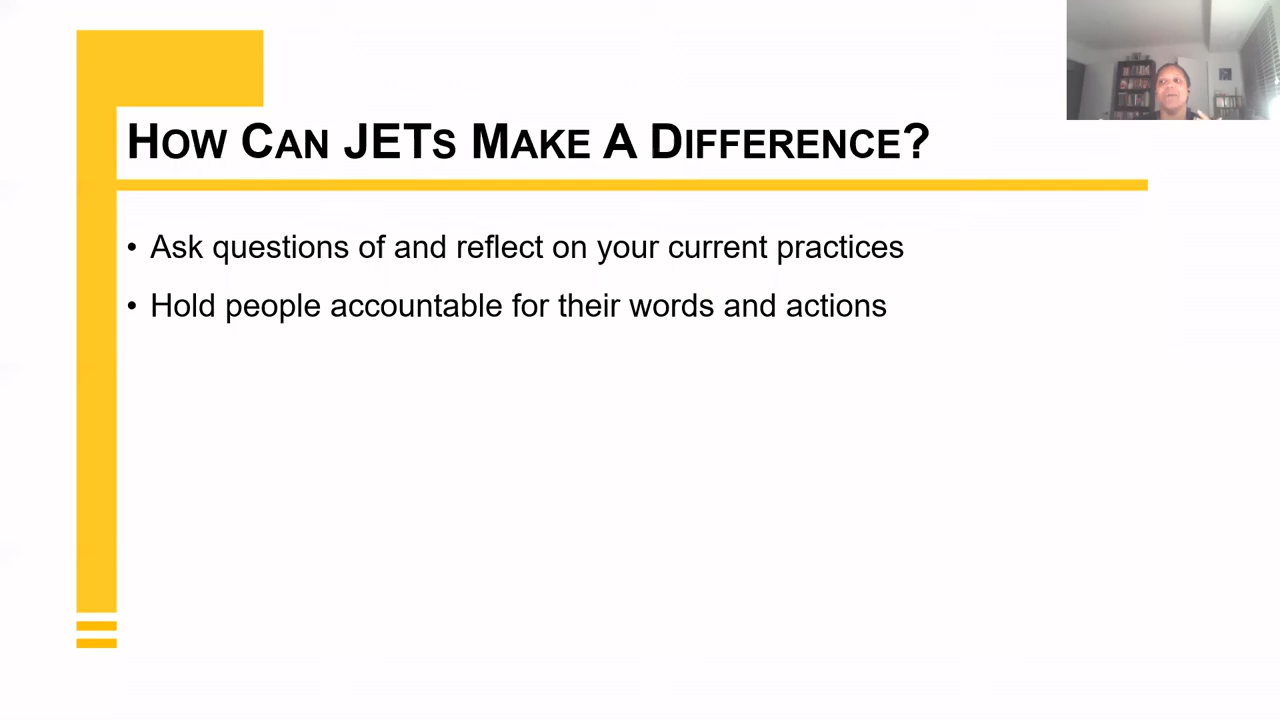 HOW CAN JETS MAKE A DIFFERENCE?
• Ask questions of and reflect on your current practices
• Hold people accountable for their words and actions